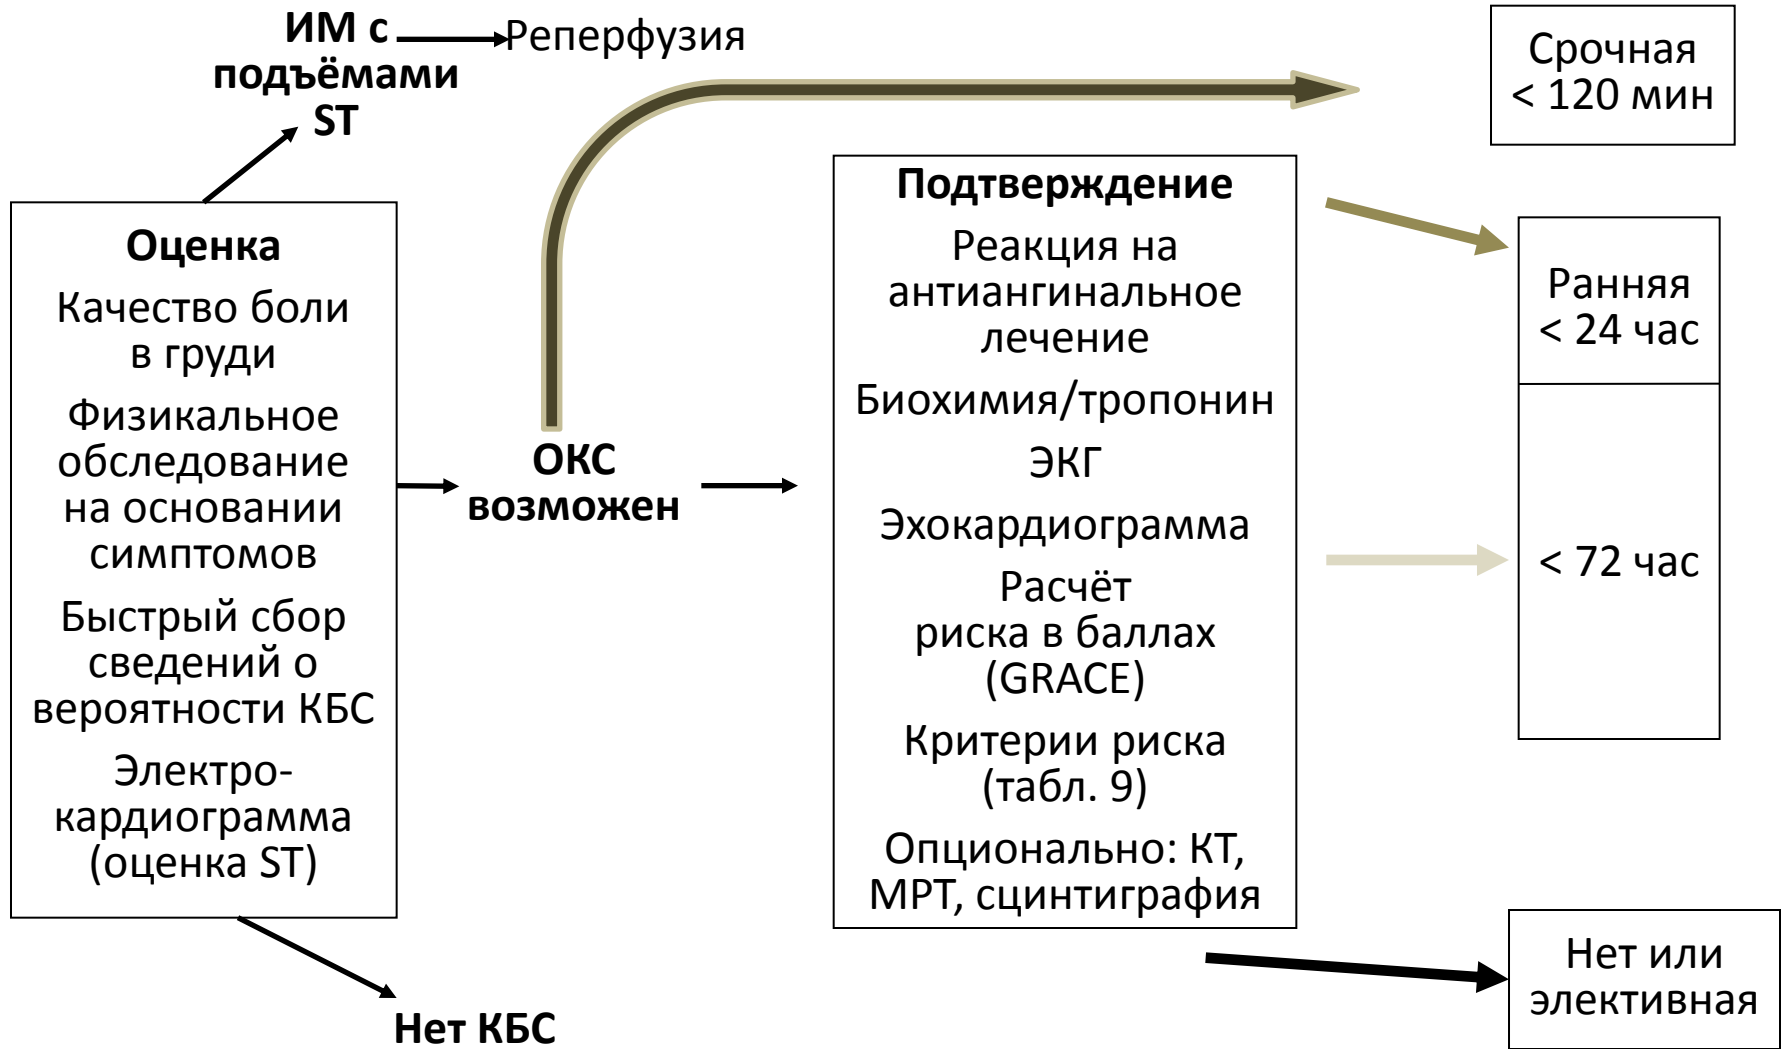 ИМ с
подъёмами
ST
Реперфузия
Срочная
< 120 мин
Оценка
Качество боли
в груди
Физикальное
обследование
на основании
симптомов
Быстрый сбор
сведений о
вероятности КБС
Электро-
кардиограмма
(оценка ST)
ОКС
возможен
Нет КБС
Подтверждение
Реакция на
антиангинальное
лечение
Биохимия/тропонин
ЭКГ
Эхокардиограмма
Расчёт
риска в баллах
(GRACE)
Критерии риска
(табл. 9)
Опционально: КТ,
МРТ, сцинтиграфия
Ранняя
< 24 час
< 72 час
Нет или
элективная